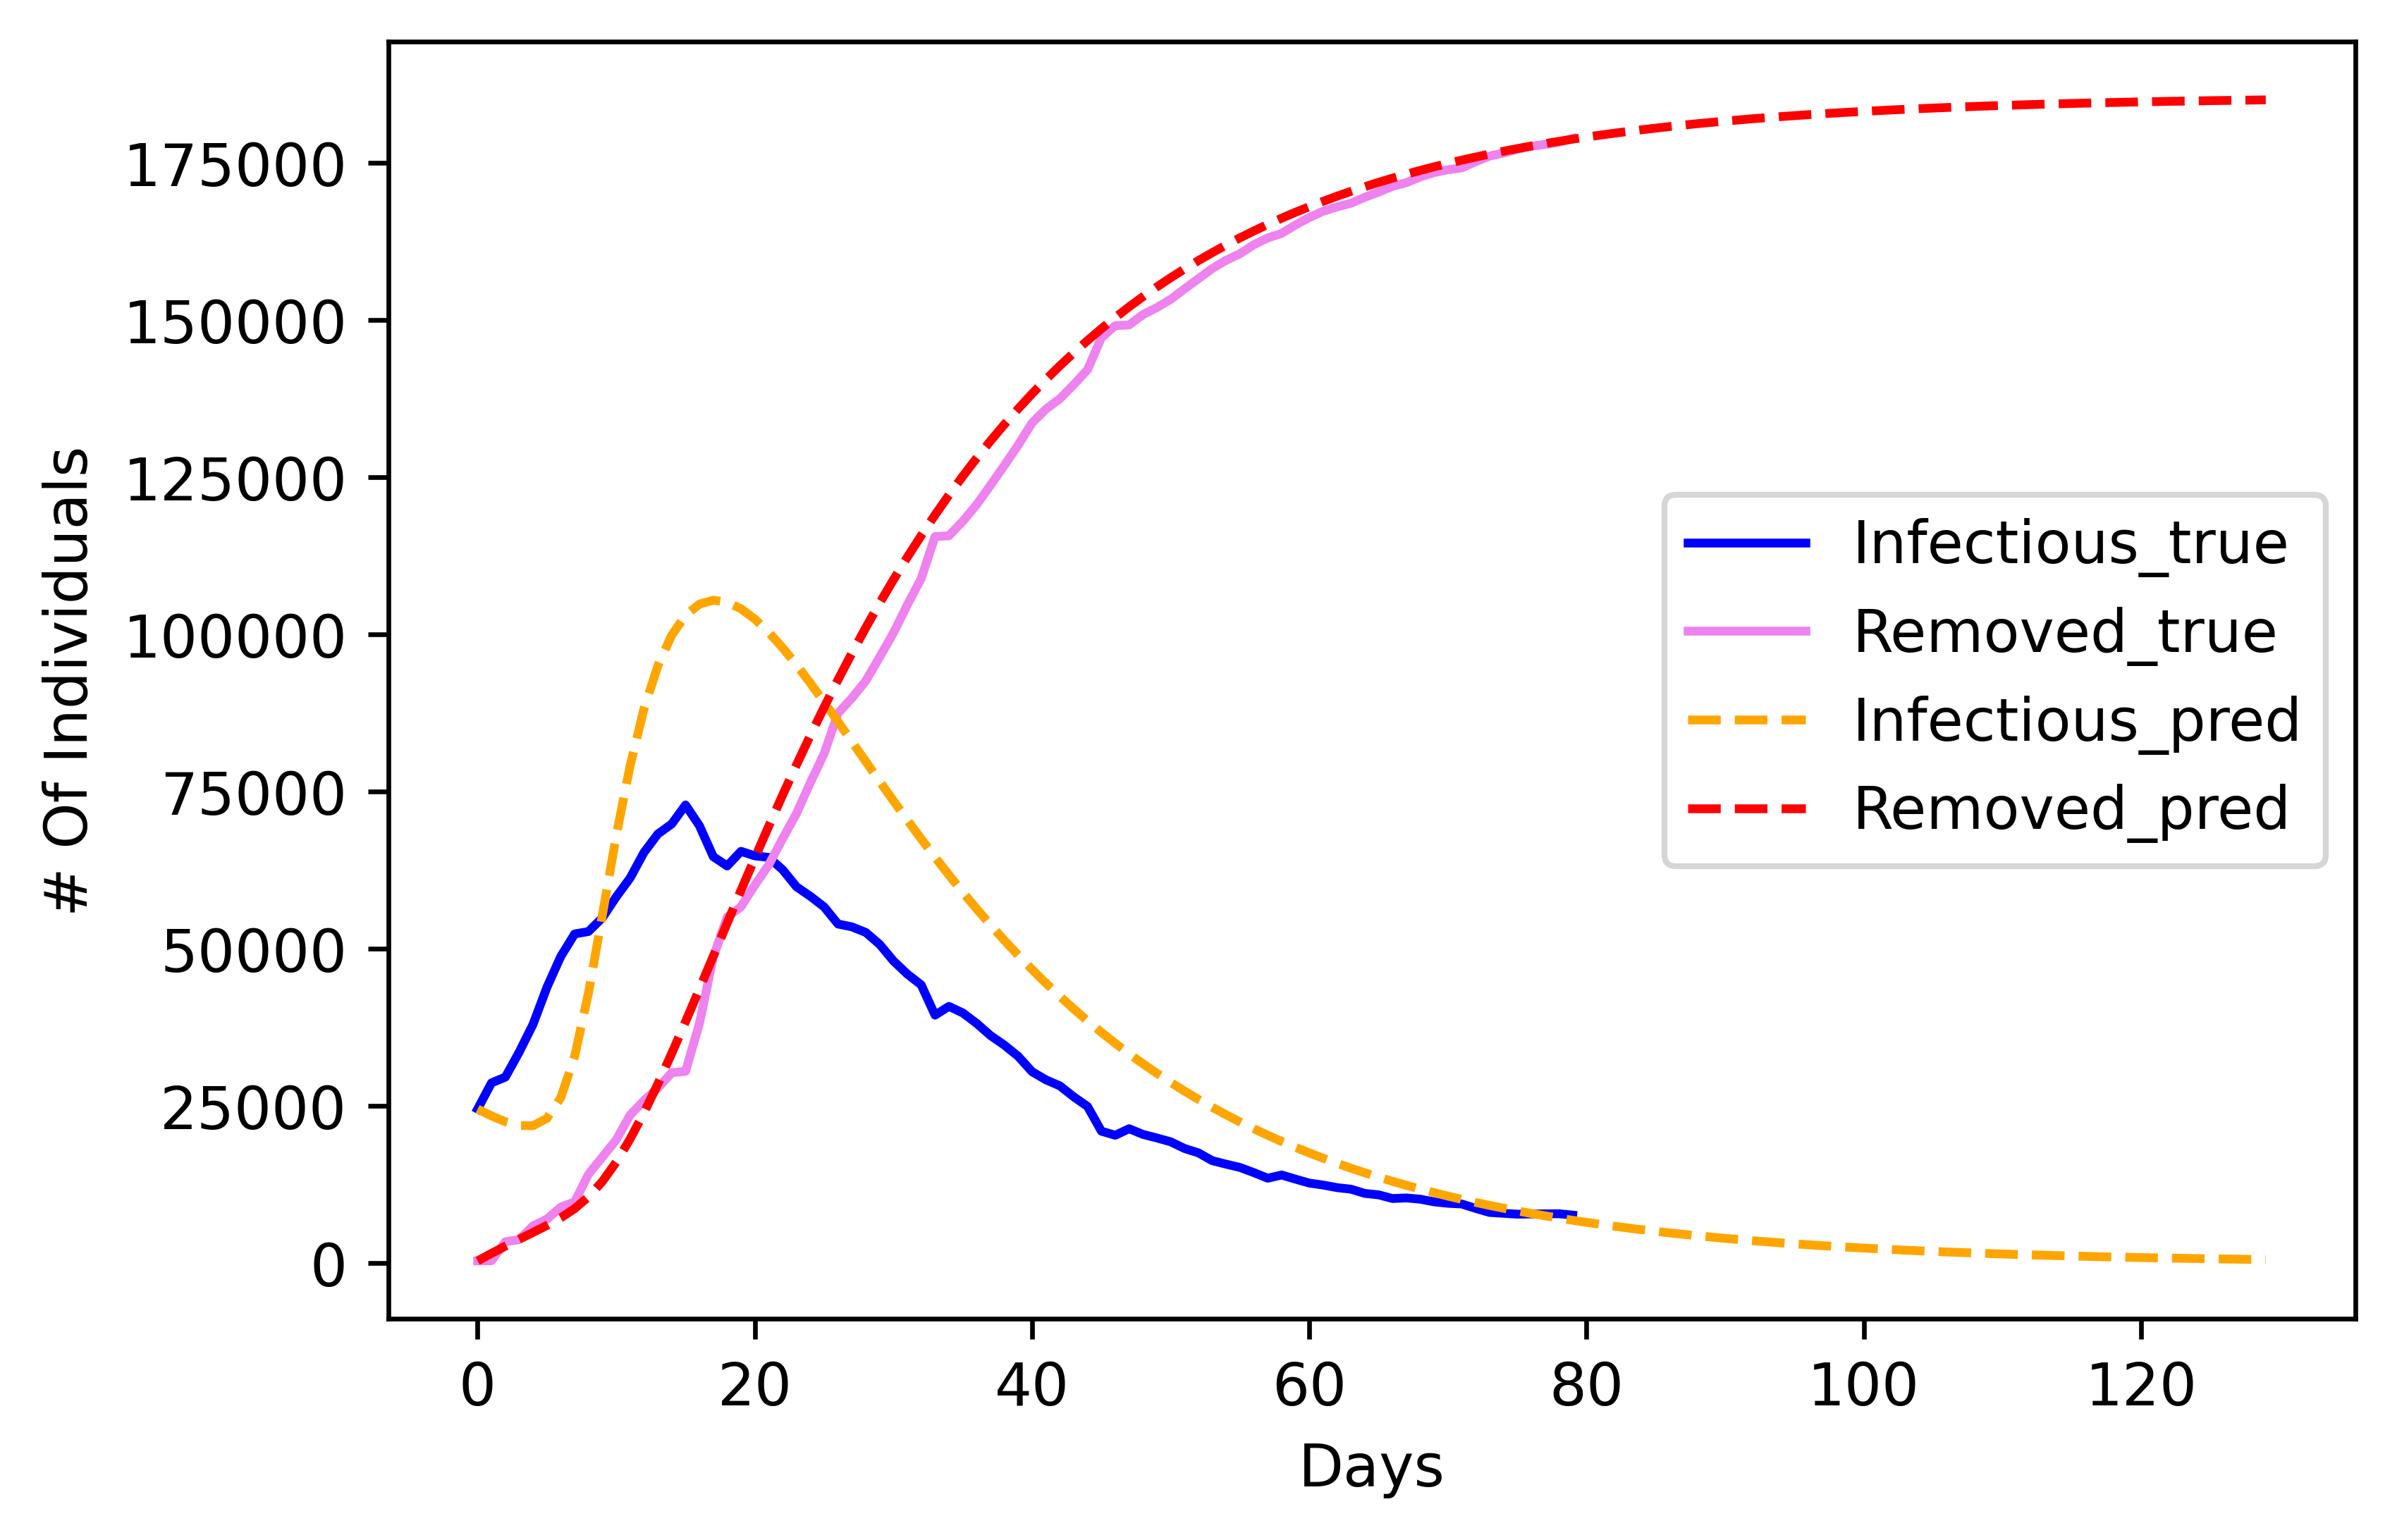 # Of Individuals
175000
150000
125000
100000
75000
50000
25000
0
Infectious_true
Removed_true
Infectious_pred
Removed_pred
0 20 40 60 80 100 120
Days